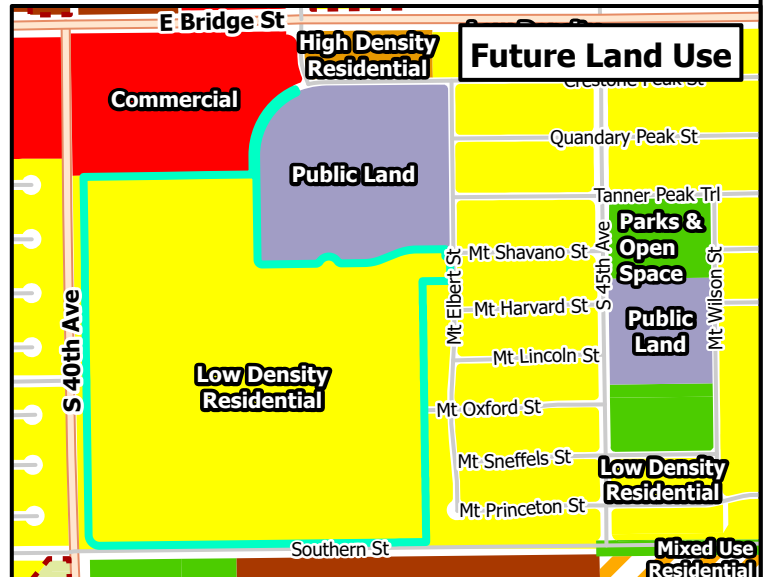 E Bridge St
High Density
Residential
Low Density
Future Land Use
Crestone Peak St
Commercial
Quandary Peak St
Public Land
Tanner Peak Trl
Parks &
Open
Space
S 45th Ave
Mt Wilson St
Mt Shavano St
Mt Elbert St
Mt Harvard St
Public
Land
S 40th Ave
Mt Lincoln St
Low Density
Residential
Mt Oxford St
Mt Sneffels St
Low Density
Residential
Mt Princeton St
Southern St
Mixed Use
Residential